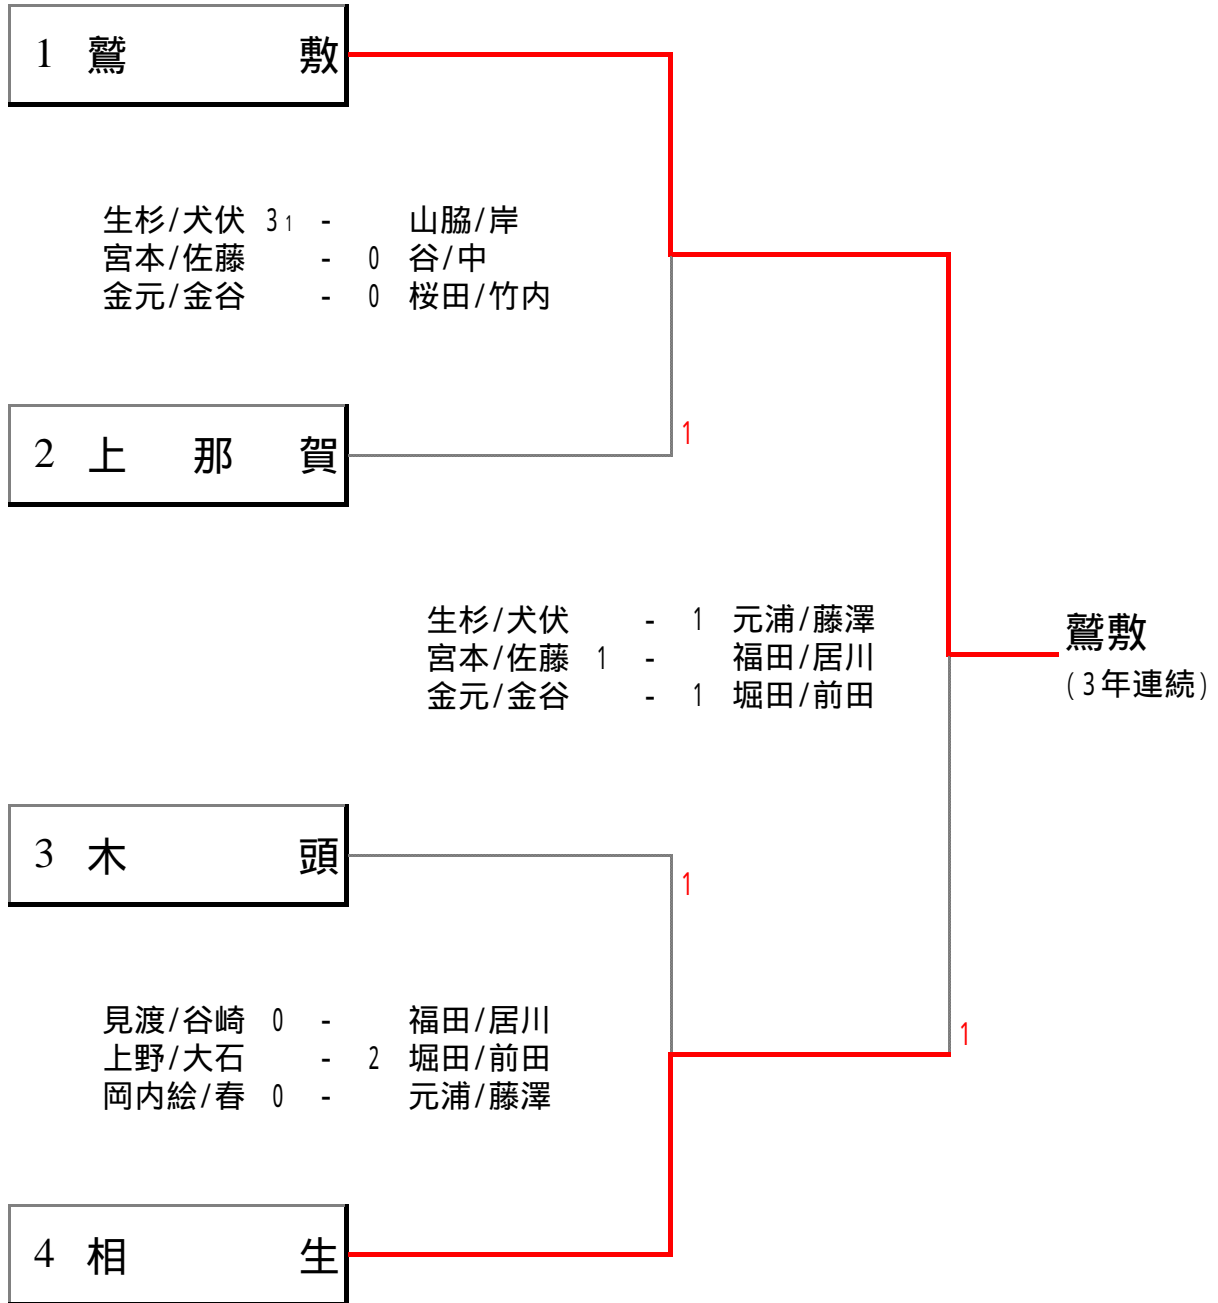 1 鷲敷
生杉/犬伏 3 1 - 山脇/岸
宮本/佐藤 - 0 谷/中
金元/金谷 - 0 桜田/竹内
1
2 上那賀
生杉/犬伏 - 1 元浦/藤澤
宮本/佐藤 1 - 福田/居川
金元/金谷 - 1 堀田/前田
鷲敷
(3年連続)
3 木頭
1
見渡/谷崎 0 - 福田/居川
上野/大石 - 2 堀田/前田
岡内絵/春 0 - 元浦/藤澤
1
4 相生